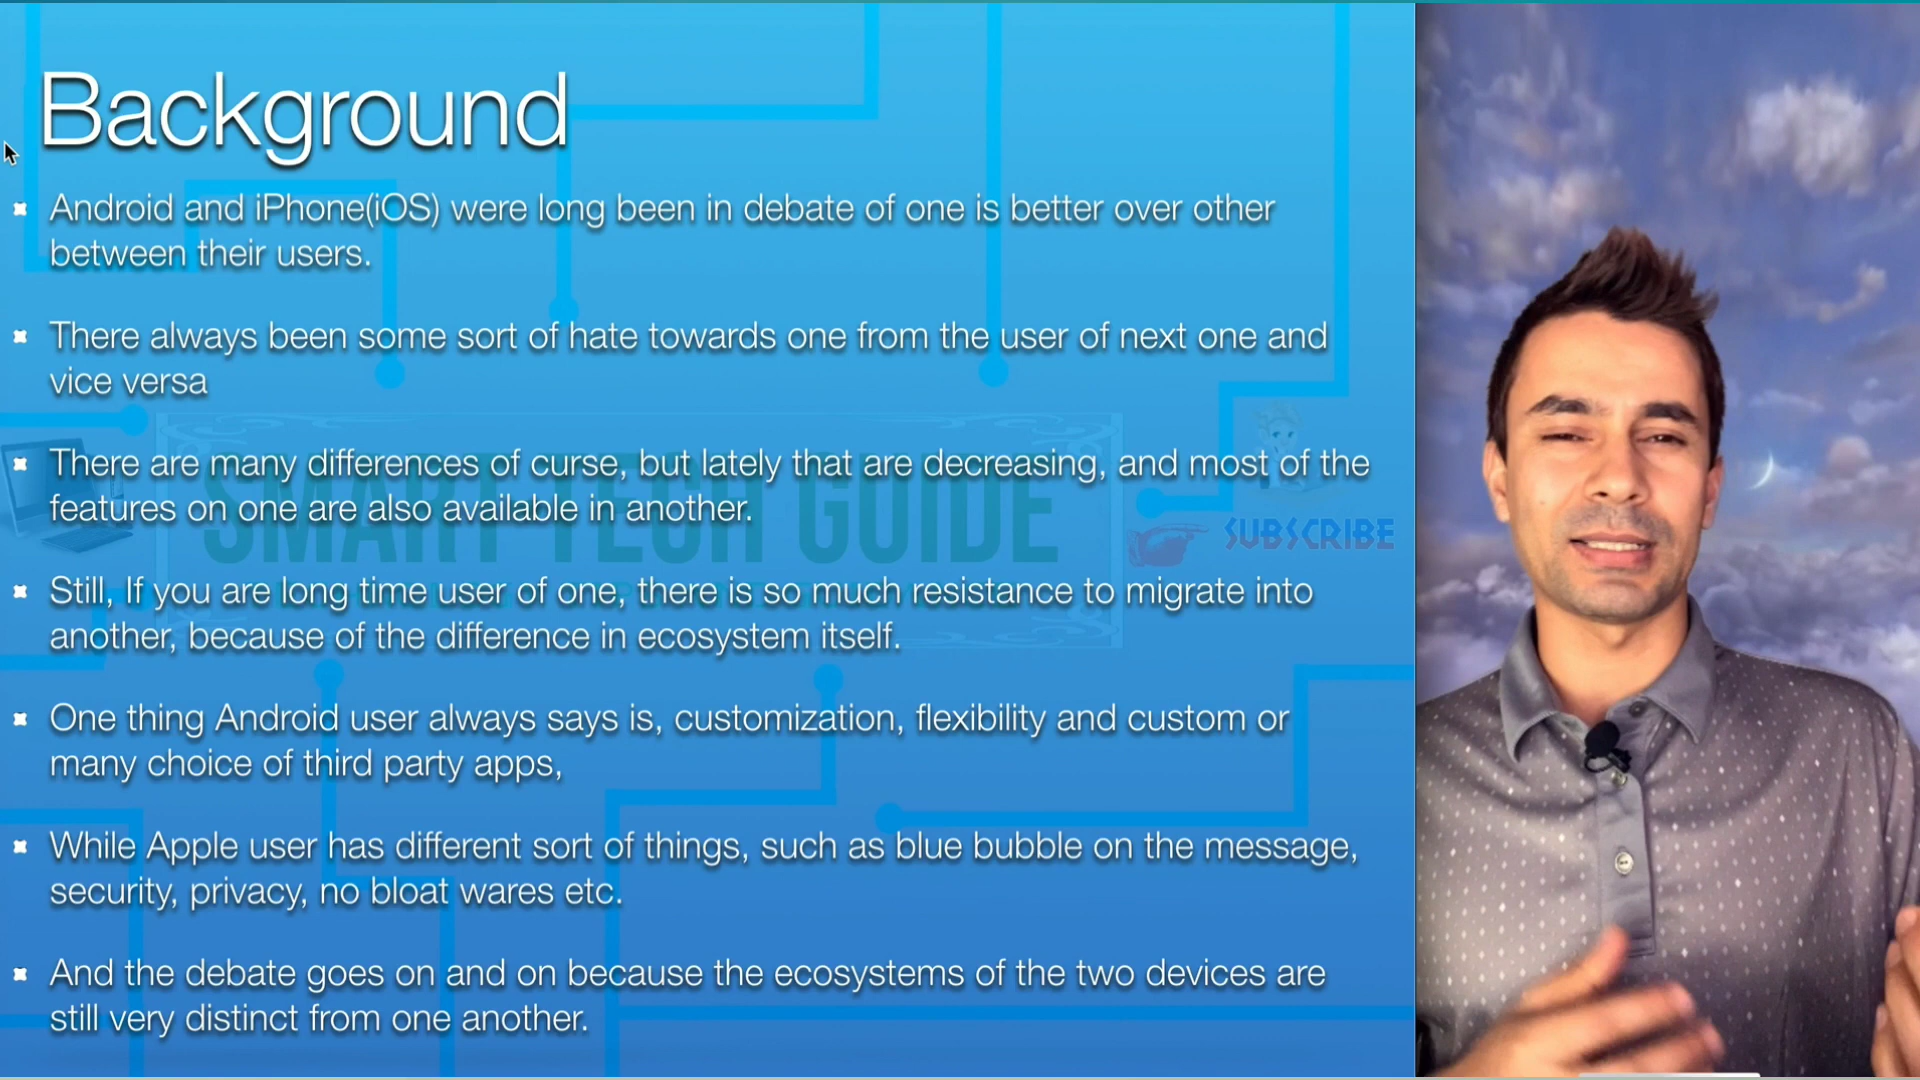 Background
Android and iPhone(iOS) were long been in debate of one is better over other
between their users.
There always been some sort of hate towards one from the user of next one and
vice versa
There are many differences of curse, but lately that are decreasing, and most of the
features on one are also available in another.
SMART TECH GUIDE
SUBSCRIBE
Still, If you are long time user of one, there is so much resistance to migrate into
another, because of the difference in ecosystem itself.
One thing Android user always says is, customization, flexibility and custom or
many choice of third party apps,
While Apple user has different sort of things, such as blue bubble on the message,
security, privacy, no bloat wares etc.
And the debate goes on and on because the ecosystems of the two devices are
still very distinct from one another.